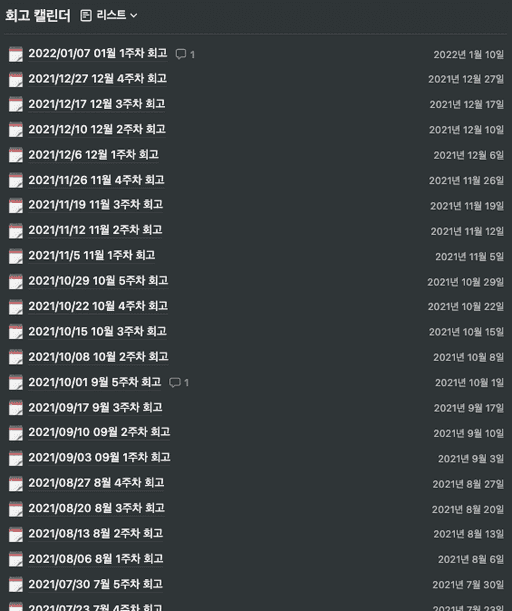 회고 캘린더 리스트
2022/01/07 01월 1주차 회고 1 2022년 1월 10일
2021/12/27 12월 4주차 회고 2021년 12월 27일
2021/12/17 12월 3주차 회고 2021년 12월 17일
2021/12/10 12월 2주차 회고 2021년 12월 10일
2021/12/6 12월 1주차 회고 2021년 12월 6일
2021/11/26 11월 4주차 회고 2021년 11월 26일
2021/11/19 11월 3주차 회고 2021년 11월 19일
2021/11/12 11월 2주차 회고 2021년 11월 12일
2021/11/5 11월 1주차 회고 2021년 11월 5일
2021/10/29 10월 5주차 회고 2021년 10월 29일
2021/10/22 10월 4주차 회고 2021년 10월 22일
2021/10/15 10월 3주차 회고 2021년 10월 15일
2021/10/08 10월 2주차 회고 2021년 10월 8일
2021/10/01 9월 5주차 회고 1 2021년 10월 1일
2021/09/17 9월 3주차 회고 2021년 9월 17일
2021/09/10 09월 2주차 회고 2021년 9월 10일
2021/09/03 09월 1주차 회고 2021년 9월 3일
2021/08/27 8월 4주차 회고 2021년 8월 27일
2021/08/20 8월 3주차 회고 2021년 8월 20일
2021/08/13 8월 2주차 회고 2021년 8월 13일
2021/08/06 8월 1주차 회고 2021년 8월 6일
2021/07/30 7월 5주차 회고 2021년 7월 30일
2021/07/23 7월 4주차 회고 2021년 7월 23일